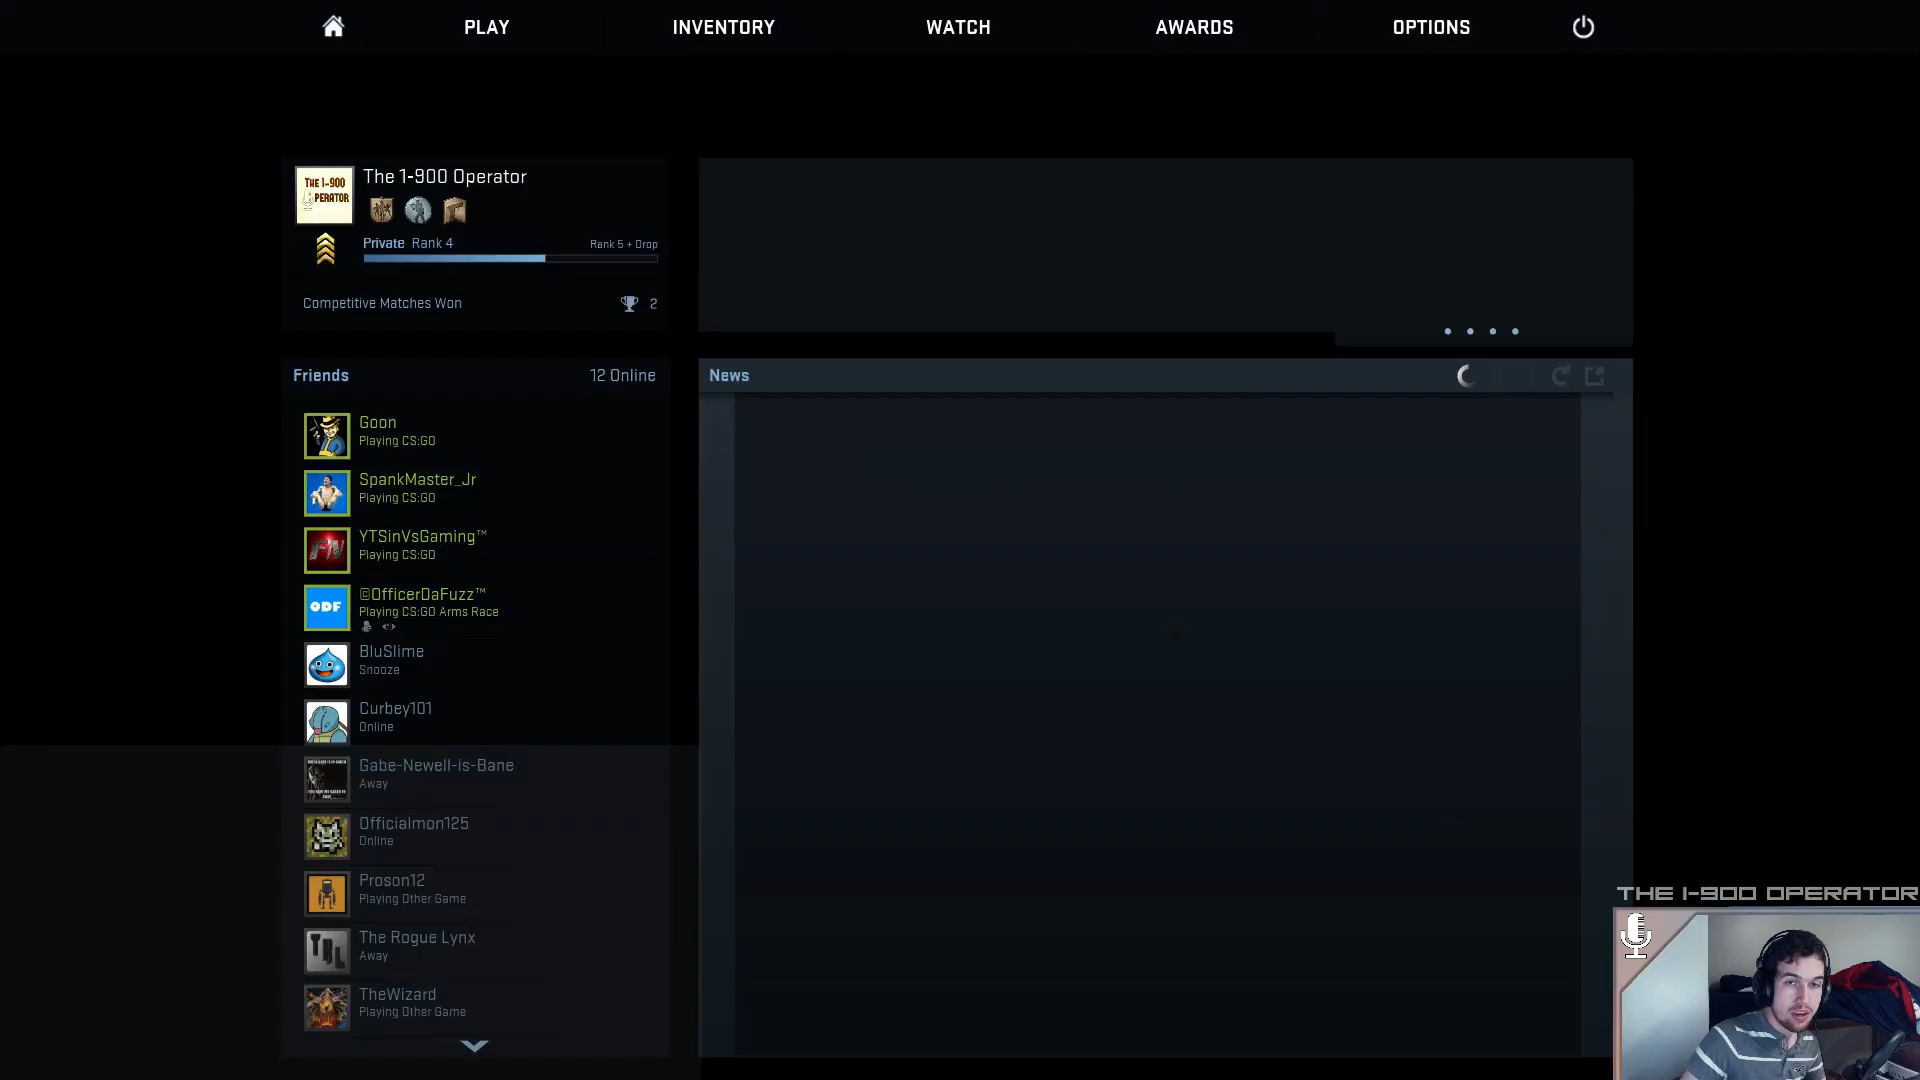 PLAY
INVENTORY
WATCH
AWARDS
OPTIONS
THE 1-900
PERATOR
The 1-900 Operator
Private Rank 4
Rank 5 + Drop
Competitive Matches Won
2
Friends
12 Online
News
Goon
Playing CS:GO
SpankMaster_Jr
Playing CS:GO
FN
YTSinVsGaming™
Playing CS:GO
ODF
©OfficerDaFuzz™
Playing CS:GO Arms Race
BluSlime
Snooze
Curbey101
Online
Gabe-Newell-is-Bane
Away
Officialmon125
Online
Proson12
Playing Other Game
TRL
The Rogue Lynx
Away
TheWizard
Playing Other Game
THE 1-900 OPERATOR